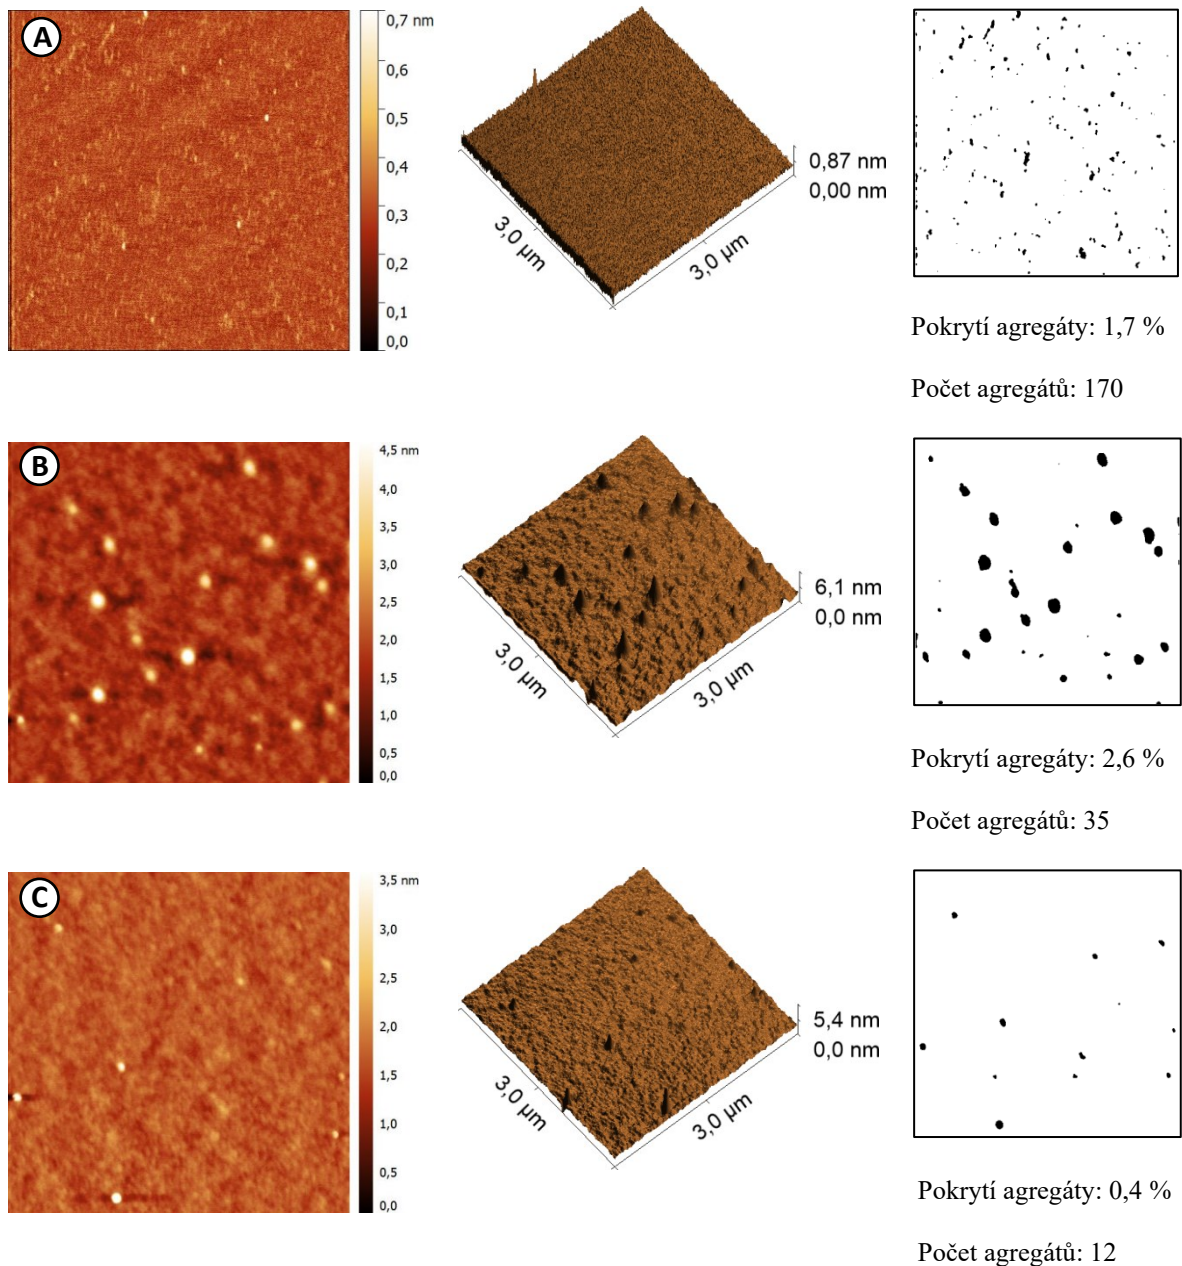 A
0,7 nm
0,6
0,5
0,4
0,3
0,2
0,1
0,0
3,0 µm
3,0 µm
0,87 nm
0,00 nm
Pokrytí agregáty: 1,7 %
Počet agregátů: 170
B
4,5 nm
4,0
3,5
3,0
2,5
2,0
1,5
1,0
0,5
0,0
3,0 µm
3,0 µm
6,1 nm
0,0 nm
Pokrytí agregáty: 2,6 %
Počet agregátů: 35
C
3,5 nm
3,0
2,5
2,0
1,5
1,0
0,5
0,0
3,0 µm
3,0 µm
5,4 nm
0,0 nm
Pokrytí agregáty: 0,4 %
Počet agregátů: 12